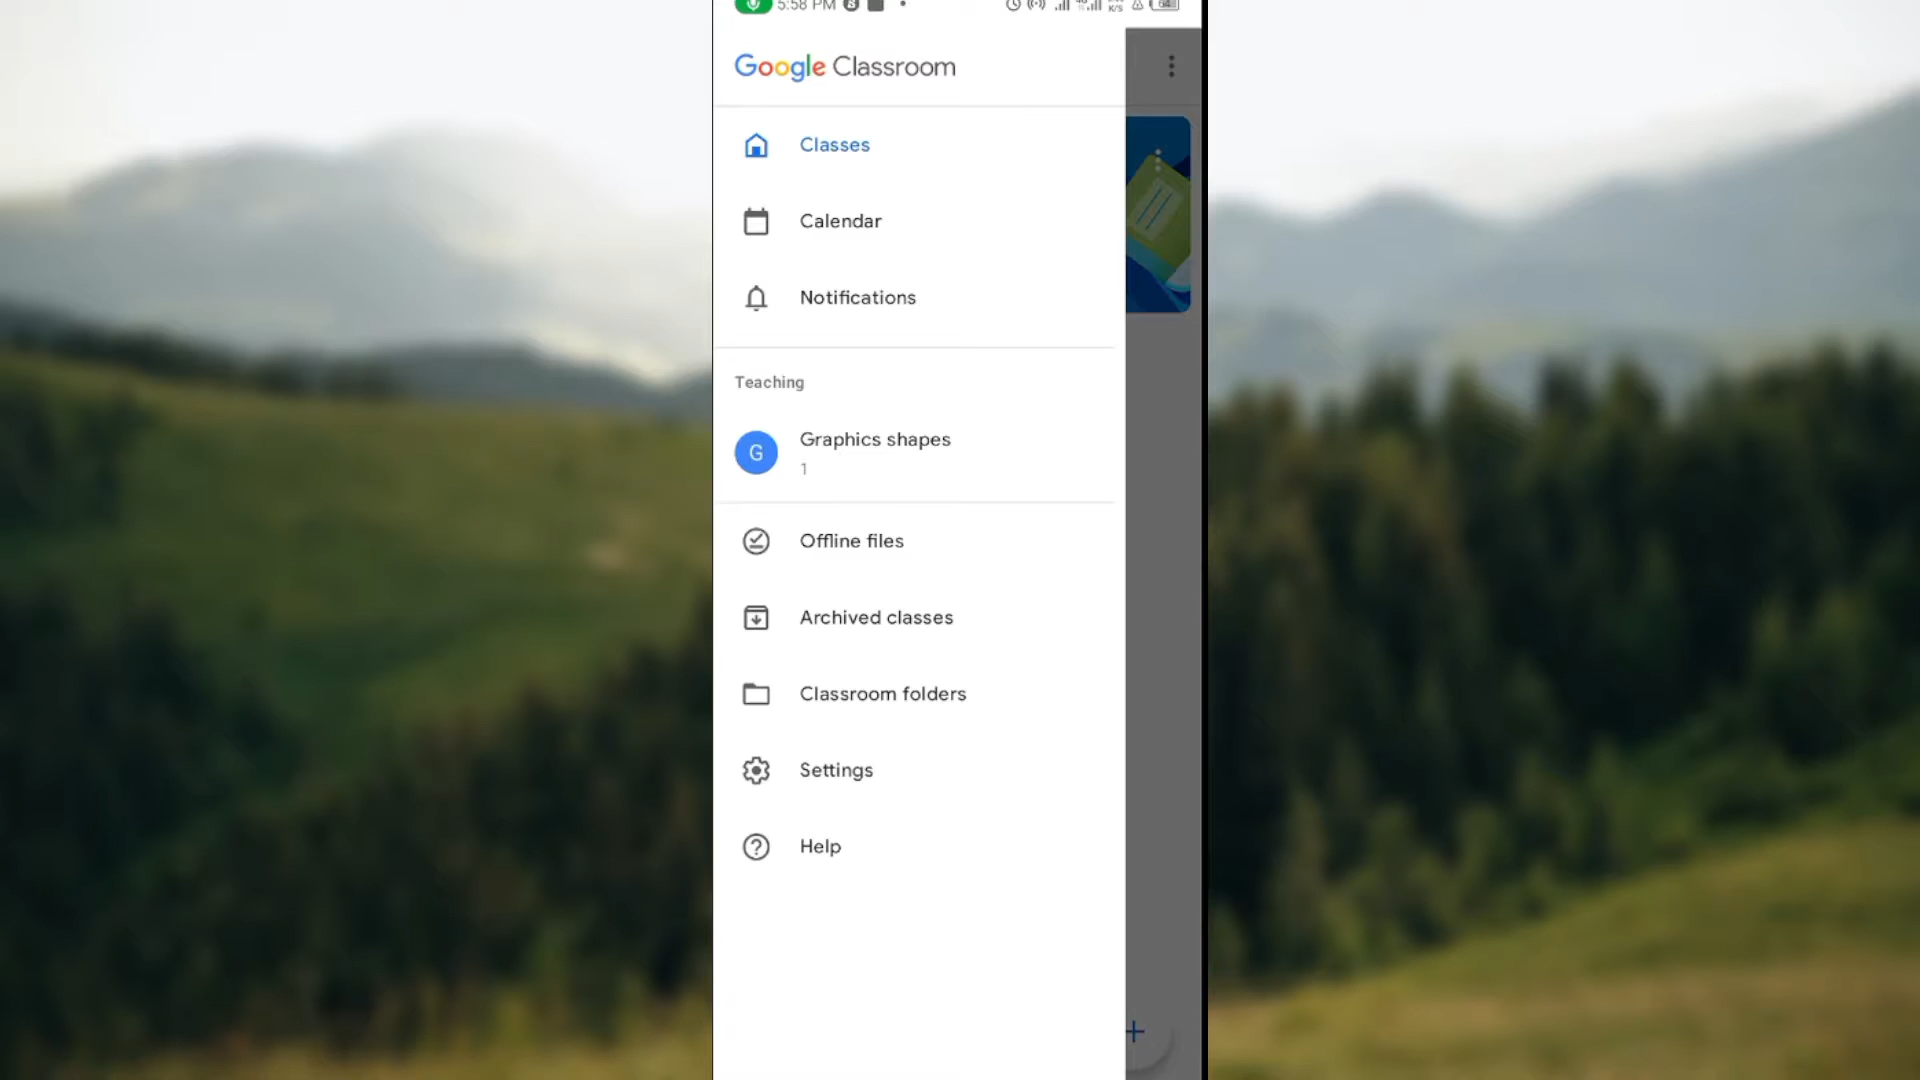 5:58 PM
64
Google Classroom
Classes
Calendar
Notifications
Teaching
G
Graphics shapes
1
Offline files
Archived classes
Classroom folders
Settings
Help